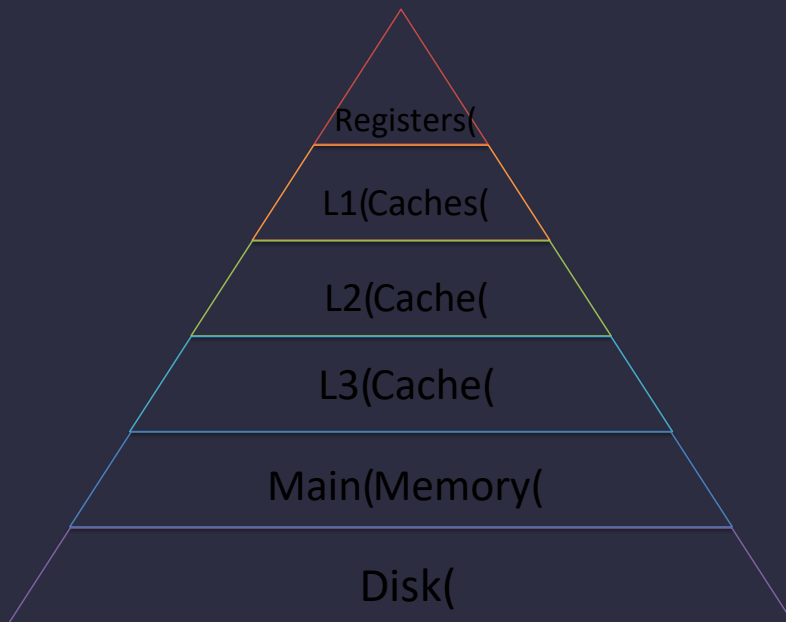 Registers(
L1(Caches(
L2(Cache(
L3(Cache(
Main(Memory(
Disk(